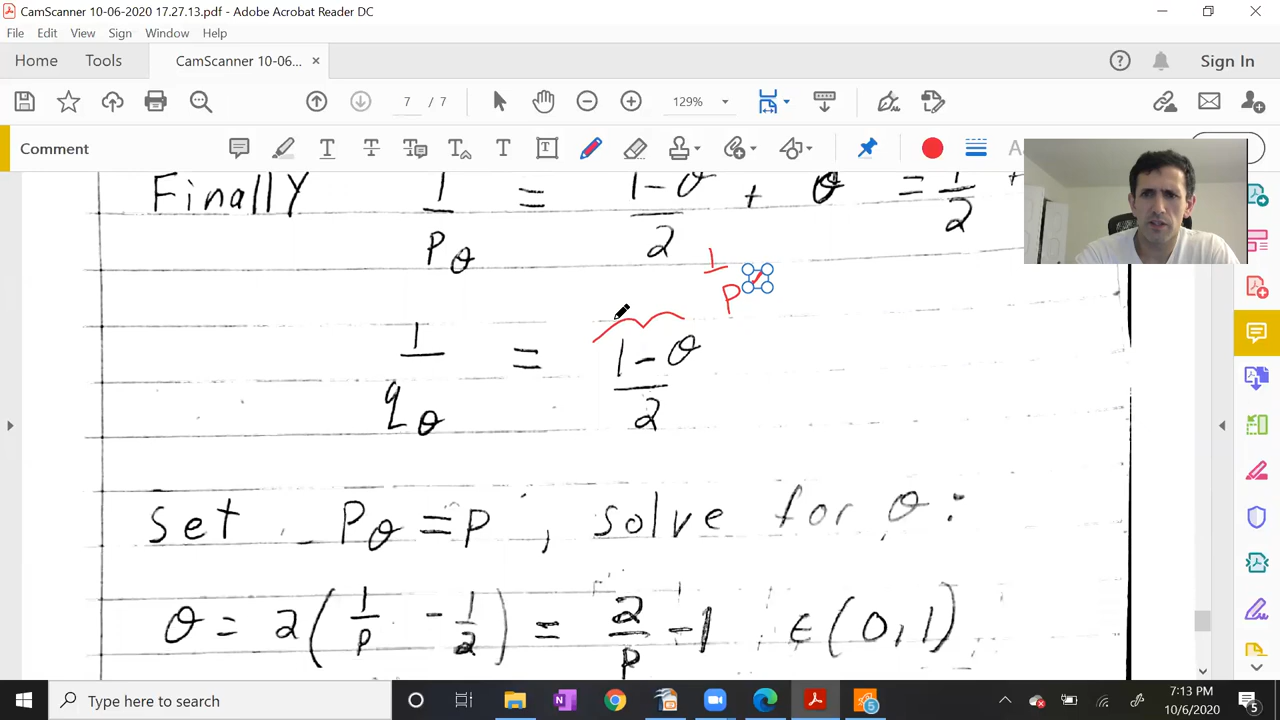 CamScanner 10-06-2020 17.27.13.pdf - Adobe Acrobat Reader DC
File Edit View Sign Window Help
Home Tools CamScanner 10-06... × Sign In
7 / 7 129%
Comment
Finally 1/pθ = (1-θ)/2 + θ = 1/2 +
1/p'
1/qθ = (1-θ)/2
Set pθ = p, solve for θ:
θ = 2(1/p - 1/2) = 2/p - 1 ∈ (0,1)
Type here to search
7:13 PM
10/6/2020